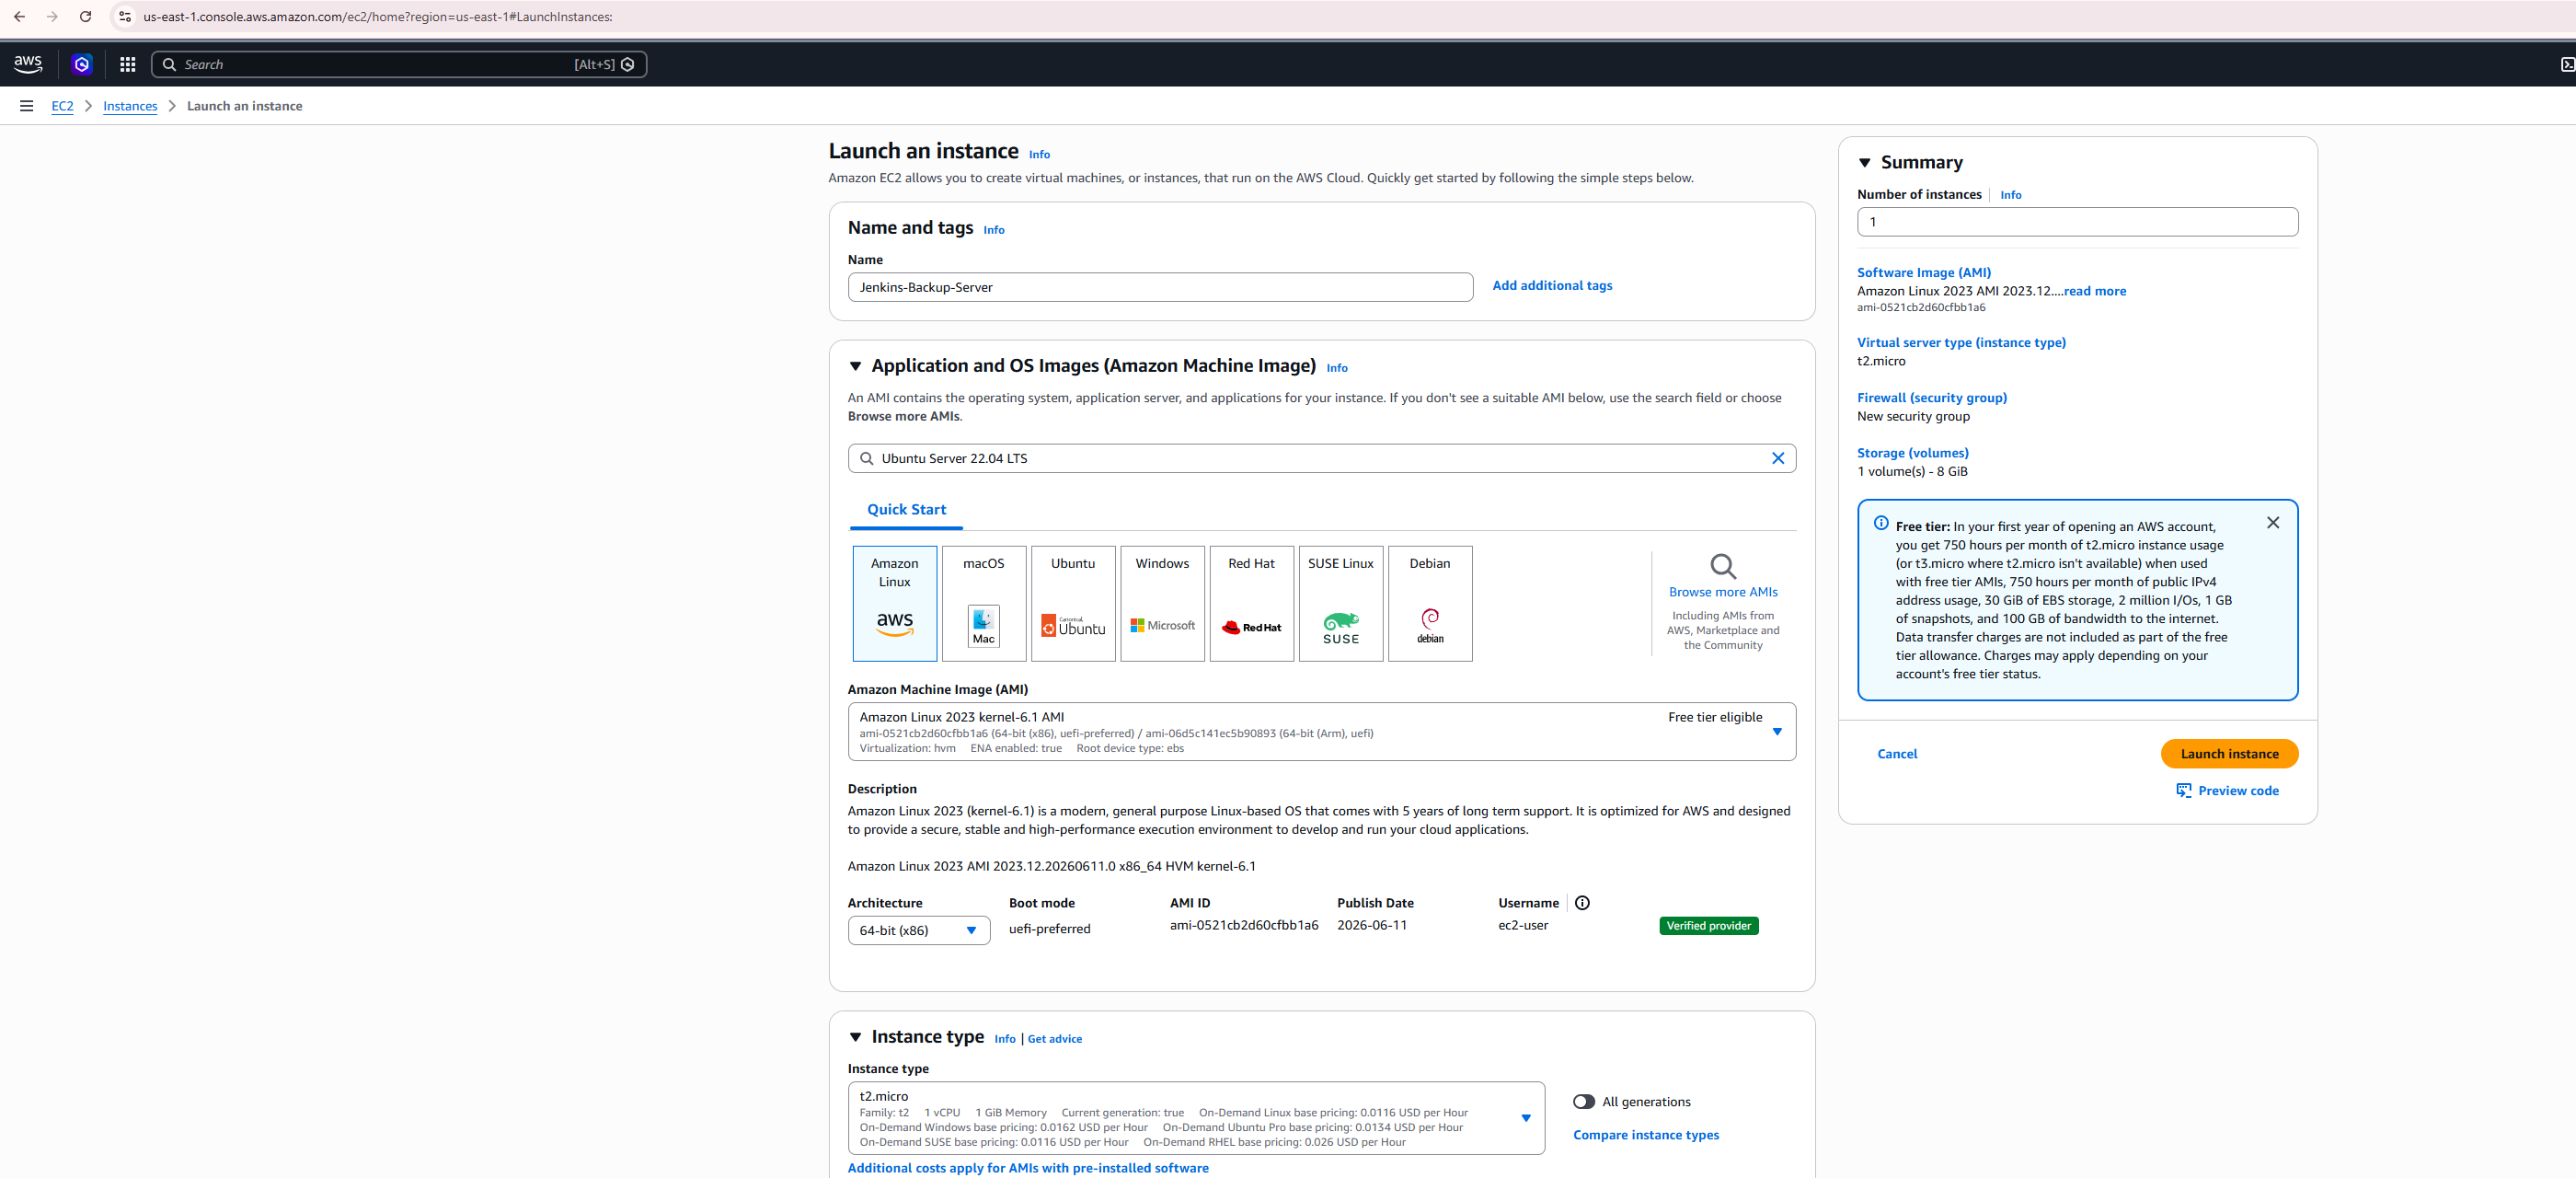 us-east-1.console.aws.amazon.com/ec2/home?region=us-east-1#LaunchInstances:
aws
Search
[Alt+S]
EC2
Instances
Launch an instance
Launch an instance
Info
Amazon EC2 allows you to create virtual machines, or instances, that run on the AWS Cloud. Quickly get started by following the simple steps below.
Name and tags
Info
Name
Jenkins-Backup-Server
Add additional tags
Application and OS Images (Amazon Machine Image)
Info
An AMI contains the operating system, application server, and applications for your instance. If you don't see a suitable AMI below, use the search field or choose
Browse more AMIs.
Ubuntu Server 22.04 LTS
Quick Start
Amazon
Linux
aws
macOS
Mac
Ubuntu
Canonical
Ubuntu
Windows
Microsoft
Red Hat
Red Hat
SUSE Linux
SUSE
Debian
debian
Browse more AMIs
Including AMIs from
AWS, Marketplace and
the Community
Amazon Machine Image (AMI)
Amazon Linux 2023 kernel-6.1 AMI
Free tier eligible
ami-0521cb2d60cfbb1a6 (64-bit (x86), uefi-preferred) / ami-06d5c141ec5b90893 (64-bit (Arm), uefi)
Virtualization: hvm ENA enabled: true Root device type: ebs
Description
Amazon Linux 2023 (kernel-6.1) is a modern, general purpose Linux-based OS that comes with 5 years of long term support. It is optimized for AWS and designed
to provide a secure, stable and high-performance execution environment to develop and run your cloud applications.
Amazon Linux 2023 AMI 2023.12.20260611.0 x86_64 HVM kernel-6.1
Architecture
64-bit (x86)
Boot mode
uefi-preferred
AMI ID
ami-0521cb2d60cfbb1a6
Publish Date
2026-06-11
Username
ec2-user
Verified provider
Instance type
Info | Get advice
Instance type
t2.micro
Family: t2 1 vCPU 1 GiB Memory Current generation: true On-Demand Linux base pricing: 0.0116 USD per Hour
On-Demand Windows base pricing: 0.0162 USD per Hour On-Demand Ubuntu Pro base pricing: 0.0134 USD per Hour
On-Demand SUSE base pricing: 0.0116 USD per Hour On-Demand RHEL base pricing: 0.026 USD per Hour
All generations
Compare instance types
Additional costs apply for AMIs with pre-installed software
Summary
Number of instances
Info
1
Software Image (AMI)
Amazon Linux 2023 AMI 2023.12....read more
ami-0521cb2d60cfbb1a6
Virtual server type (instance type)
t2.micro
Firewall (security group)
New security group
Storage (volumes)
1 volume(s) - 8 GiB
Free tier: In your first year of opening an AWS account,
you get 750 hours per month of t2.micro instance usage
(or t3.micro where t2.micro isn't available) when used
with free tier AMIs, 750 hours per month of public IPv4
address usage, 30 GiB of EBS storage, 2 million I/Os, 1 GB
of snapshots, and 100 GB of bandwidth to the internet.
Data transfer charges are not included as part of the free
tier allowance. Charges may apply depending on your
account's free tier status.
Cancel
Launch instance
Preview code